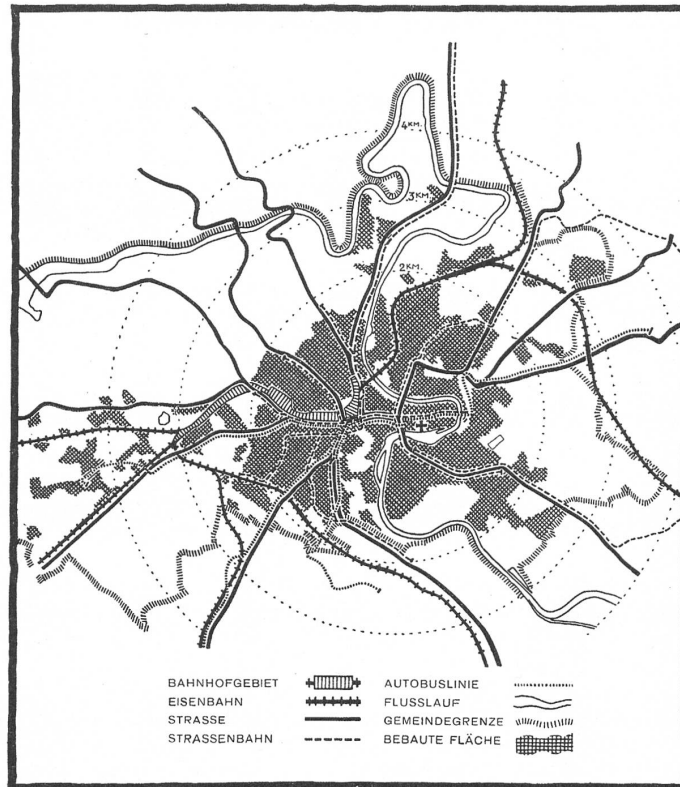 4KM.
3KM.
2KM.
BAHNHOFGEBIET
EISENBAHN
STRASSE
STRASSENBAHN
AUTOBUSLINIE
FLUSSLAUF
GEMEINDEGRENZE
BEBAUTE FLÄCHE